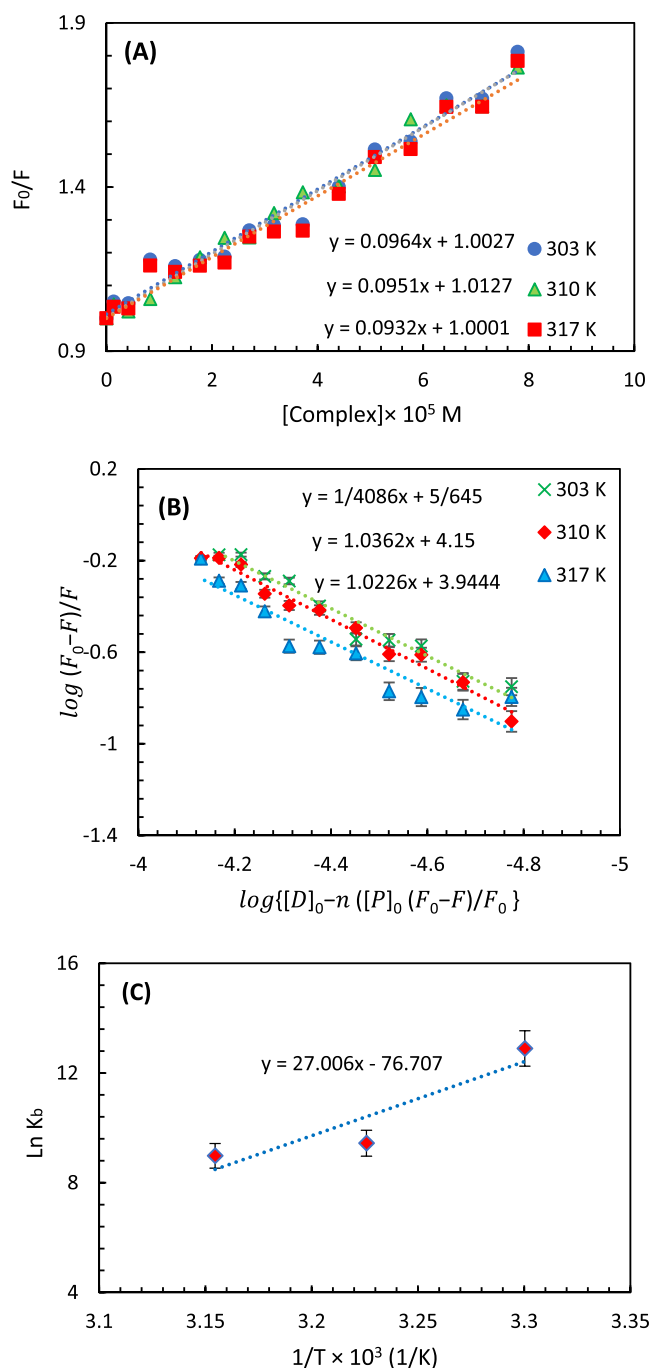 (A)
1.9
1.4
0.9
F₀/F
y = 0.0964x + 1.0027
303 K
y = 0.0951x + 1.0127
310 K
y = 0.0932x + 1.0001
317 K
0 2 4 6 8 10
[Complex]× 10⁵ M
(B)
0.2
-0.2
-0.6
-1
-1.4
log (F₀–F)/F
y = 1/4086x + 5/645
303 K
y = 1.0362x + 4.15
310 K
y = 1.0226x + 3.9444
317 K
-4 -4.2 -4.4 -4.6 -4.8 -5
log{[D]₀–n ([P]₀ (F₀–F)/F₀ }
(C)
16
12
8
4
Ln K_b
y = 27.006x - 76.707
3.1 3.15 3.2 3.25 3.3 3.35
1/T × 10³ (1/K)